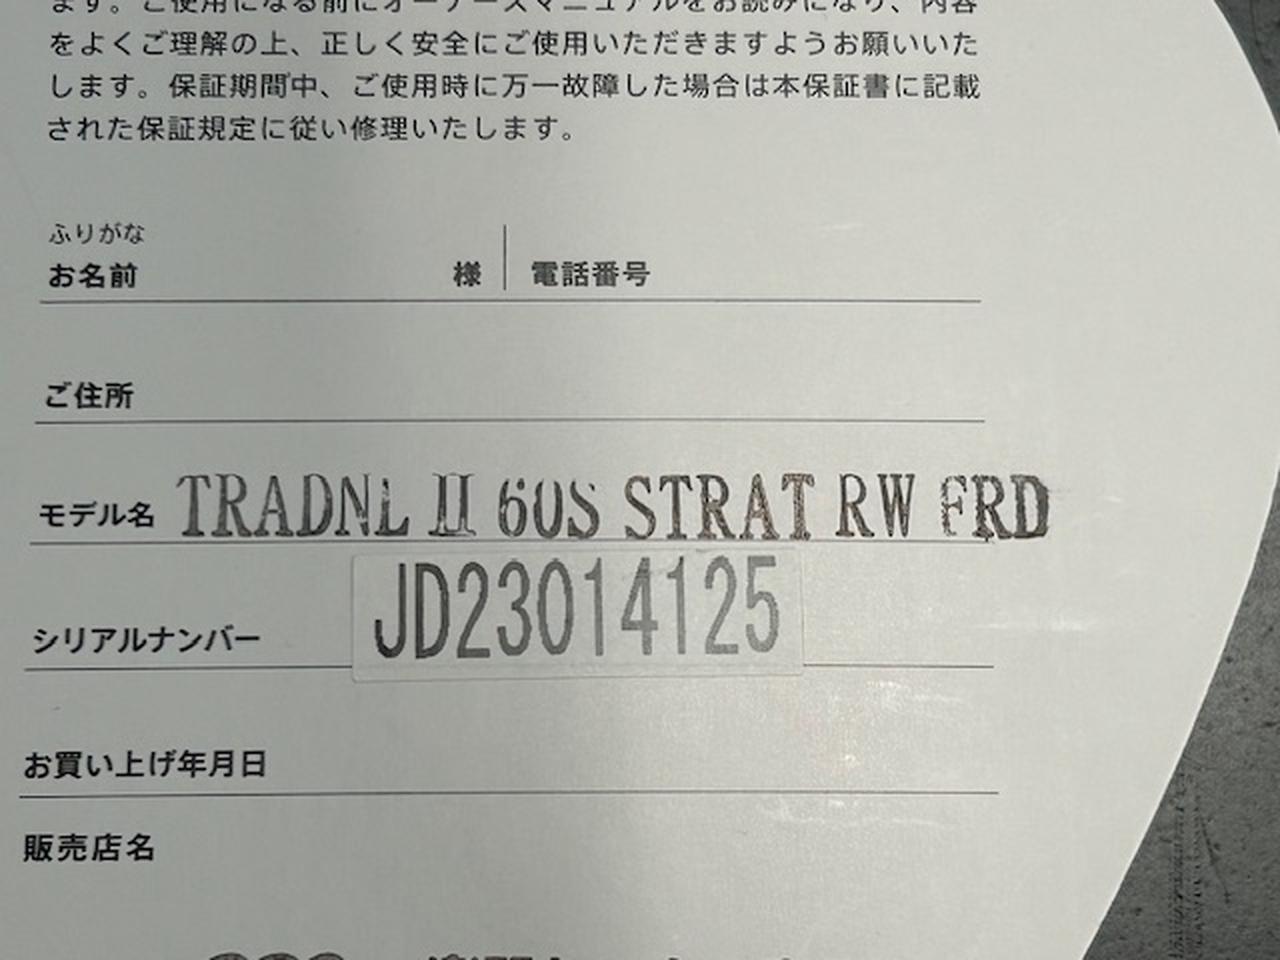 ます。ご使用になる前にオーナーズマニュアルをお読みになり、内容
をよくご理解の上、正しく安全にご使用いただきますようお願いいた
します。保証期間中、ご使用時に万一故障した場合は本保証書に記載
された保証規定に従い修理いたします。
ふりがな
お名前 様 電話番号
ご住所
モデル名 TRADNL II 60S STRAT RW FRD
シリアルナンバー JD23014125
お買い上げ年月日
販売店名